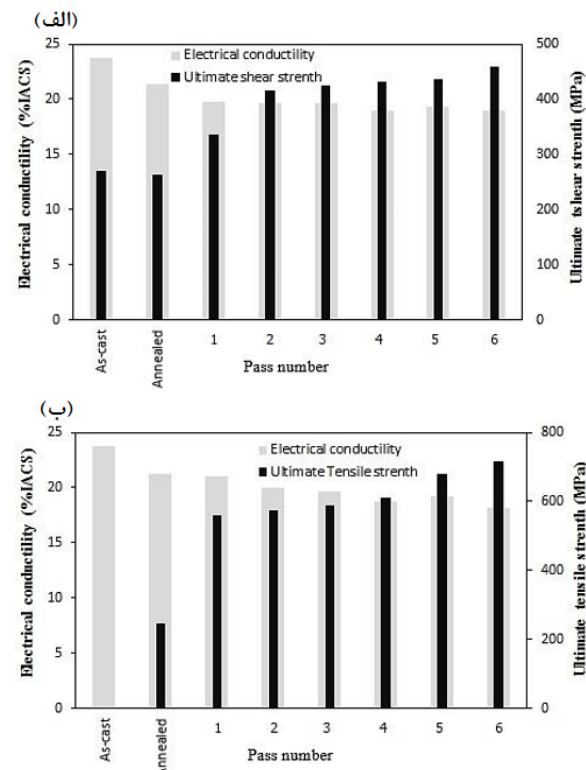 (الف)
25
20
15
10
5
0
Electrical conductility (%IACS)
Electrical conductility
Ultimate shear strenth
500
400
300
200
100
0
Ultimate tshear strenth (MPa)
As-cast
Annealed
1
2
3
4
5
6
Pass number
(ب)
25
20
15
10
5
0
Electrical conductility (%IACS)
Electrical conductility
Ultimate Tensile strenth
800
600
400
200
0
Ultimate tensile strenth (MPa)
As-cast
Annealed
1
2
3
4
5
6
Pass number